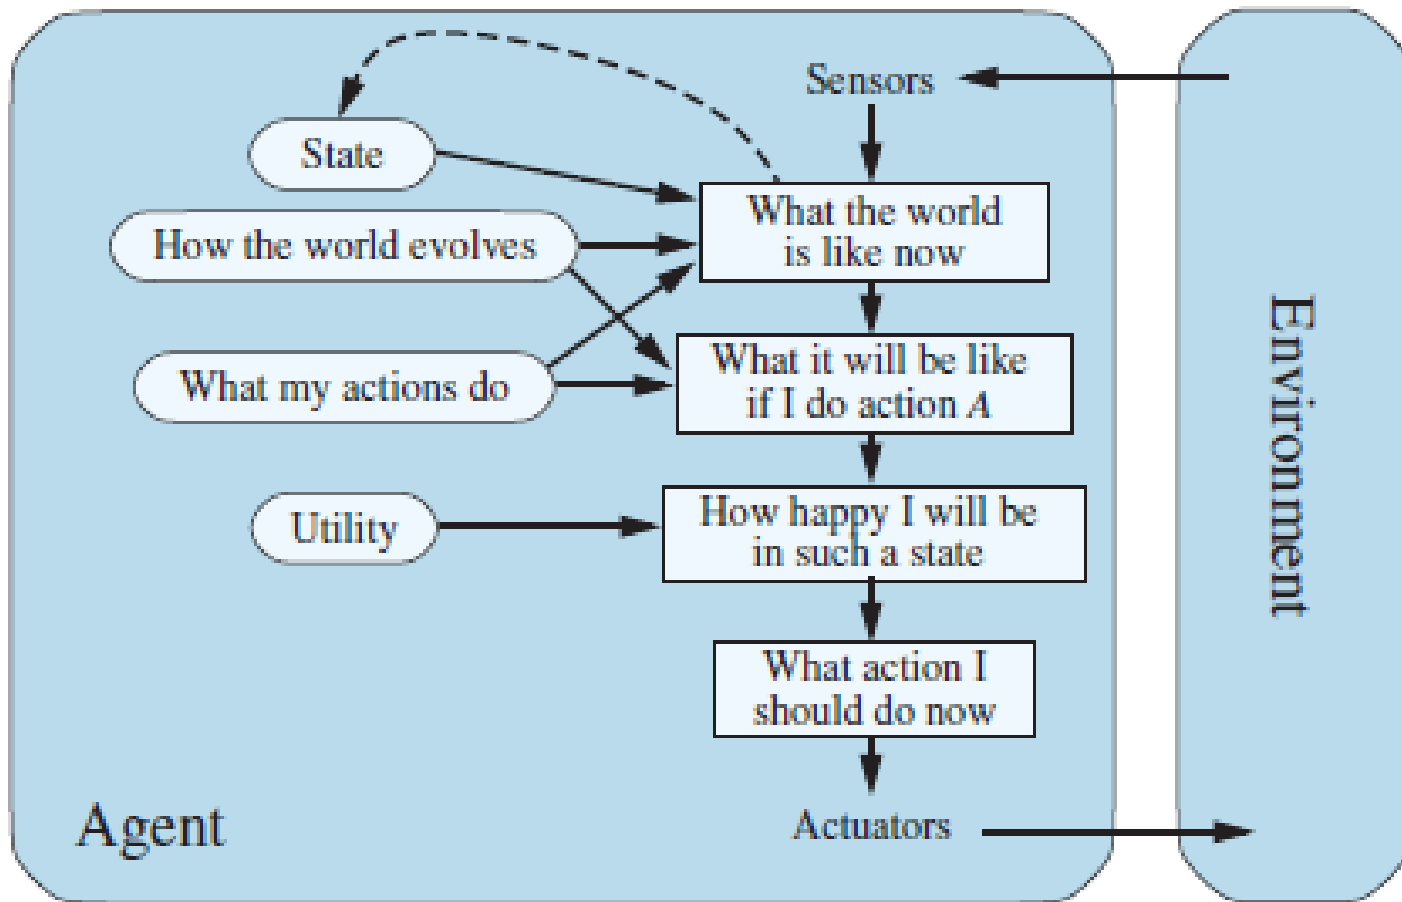 Sensors
State
What the world
is like now
How the world evolves
What it will be like
if I do action A
What my actions do
How happy I will be
in such a state
Utility
What action I
should do now
Agent
Actuators
Environment